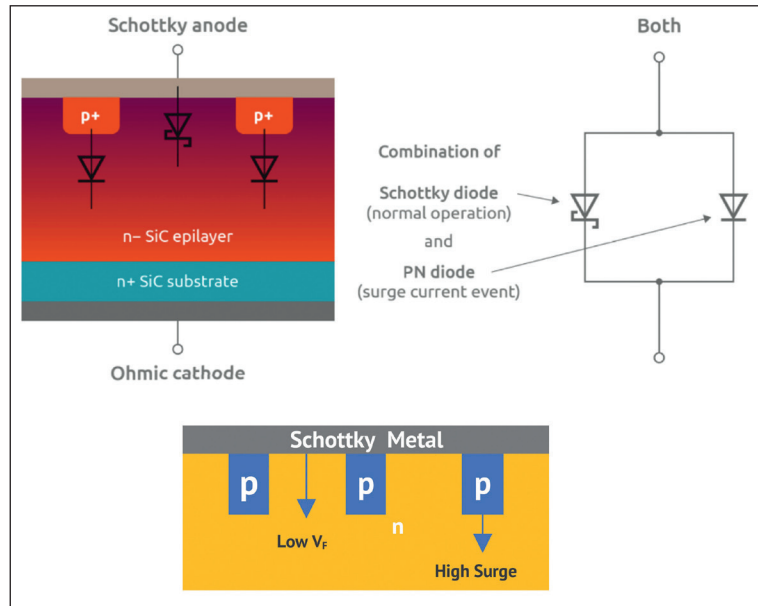 Schottky anode
p+
p+
n− SiC epilayer
n+ SiC substrate
Ohmic cathode
Both
Combination of
Schottky diode
(normal operation)
and
PN diode
(surge current event)
Schottky Metal
p
p
p
n
Low VF
High Surge